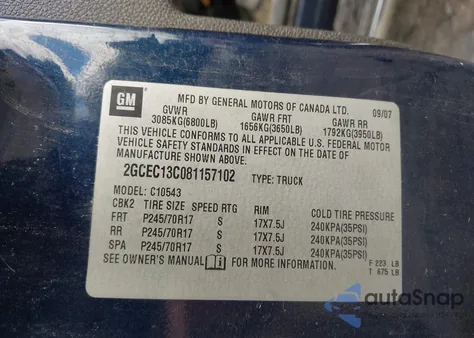 GM
MFD BY GENERAL MOTORS OF CANADA LTD.
GVWR GAWR FRT GAWR RR 09/07
3085KG(6800LB) 1656KG(3650LB) 1792KG(3950LB)
THIS VEHICLE CONFORMS TO ALL APPLICABLE U.S. FEDERAL MOTOR
VEHICLE SAFETY STANDARDS IN EFFECT ON THE DATE OF
MANUFACTURE SHOWN ABOVE.
2GCEC13C081157102 TYPE: TRUCK
MODEL: C10543
CBK2 TIRE SIZE SPEED RTG RIM COLD TIRE PRESSURE
FRT P245/70R17 S 17X7.5J 240KPA(35PSI)
RR P245/70R17 S 17X7.5J 240KPA(35PSI)
SPA P245/70R17 S 17X7.5J 240KPA(35PSI)
SEE OWNER'S MANUAL FOR MORE INFORMATION.
F 223 LB
T 675 LB
autoSnap